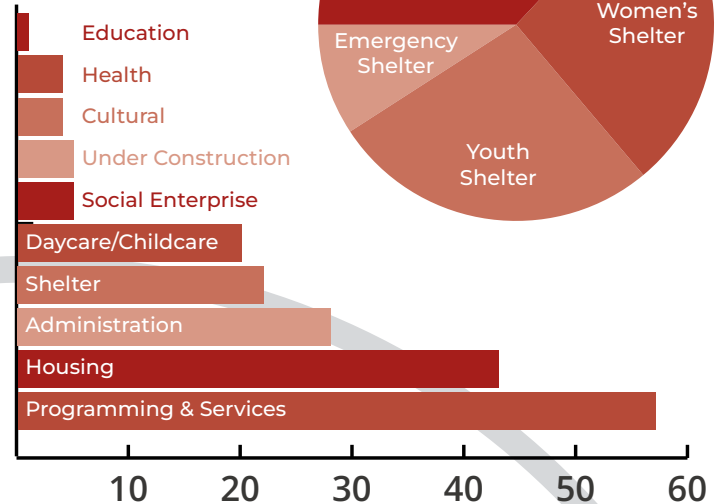 Education
Health
Cultural
Under Construction
Social Enterprise
Daycare/Childcare
Shelter
Administration
Housing
Programming & Services
10 20 30 40 50 60
Women's
Shelter
Emergency
Shelter
Youth
Shelter